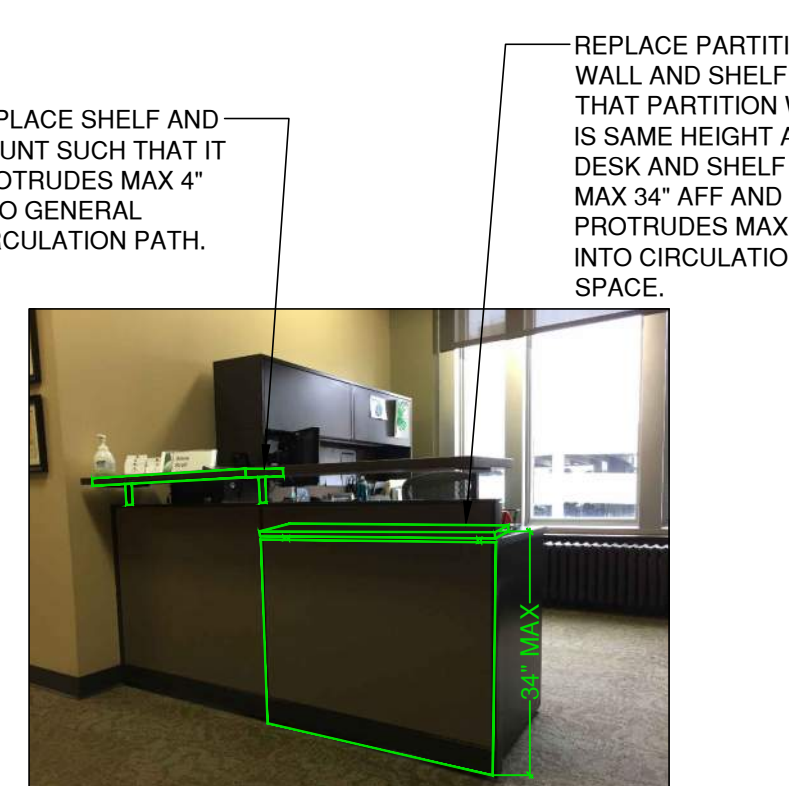 PLACE SHELF AND
UNT SUCH THAT IT
OTRUDES MAX 4"
O GENERAL
RCULATION PATH.
REPLACE PARTITI
WALL AND SHELF
THAT PARTITION W
IS SAME HEIGHT A
DESK AND SHELF
MAX 34" AFF AND
PROTRUDES MAX
INTO CIRCULATIO
SPACE.
34" MAX